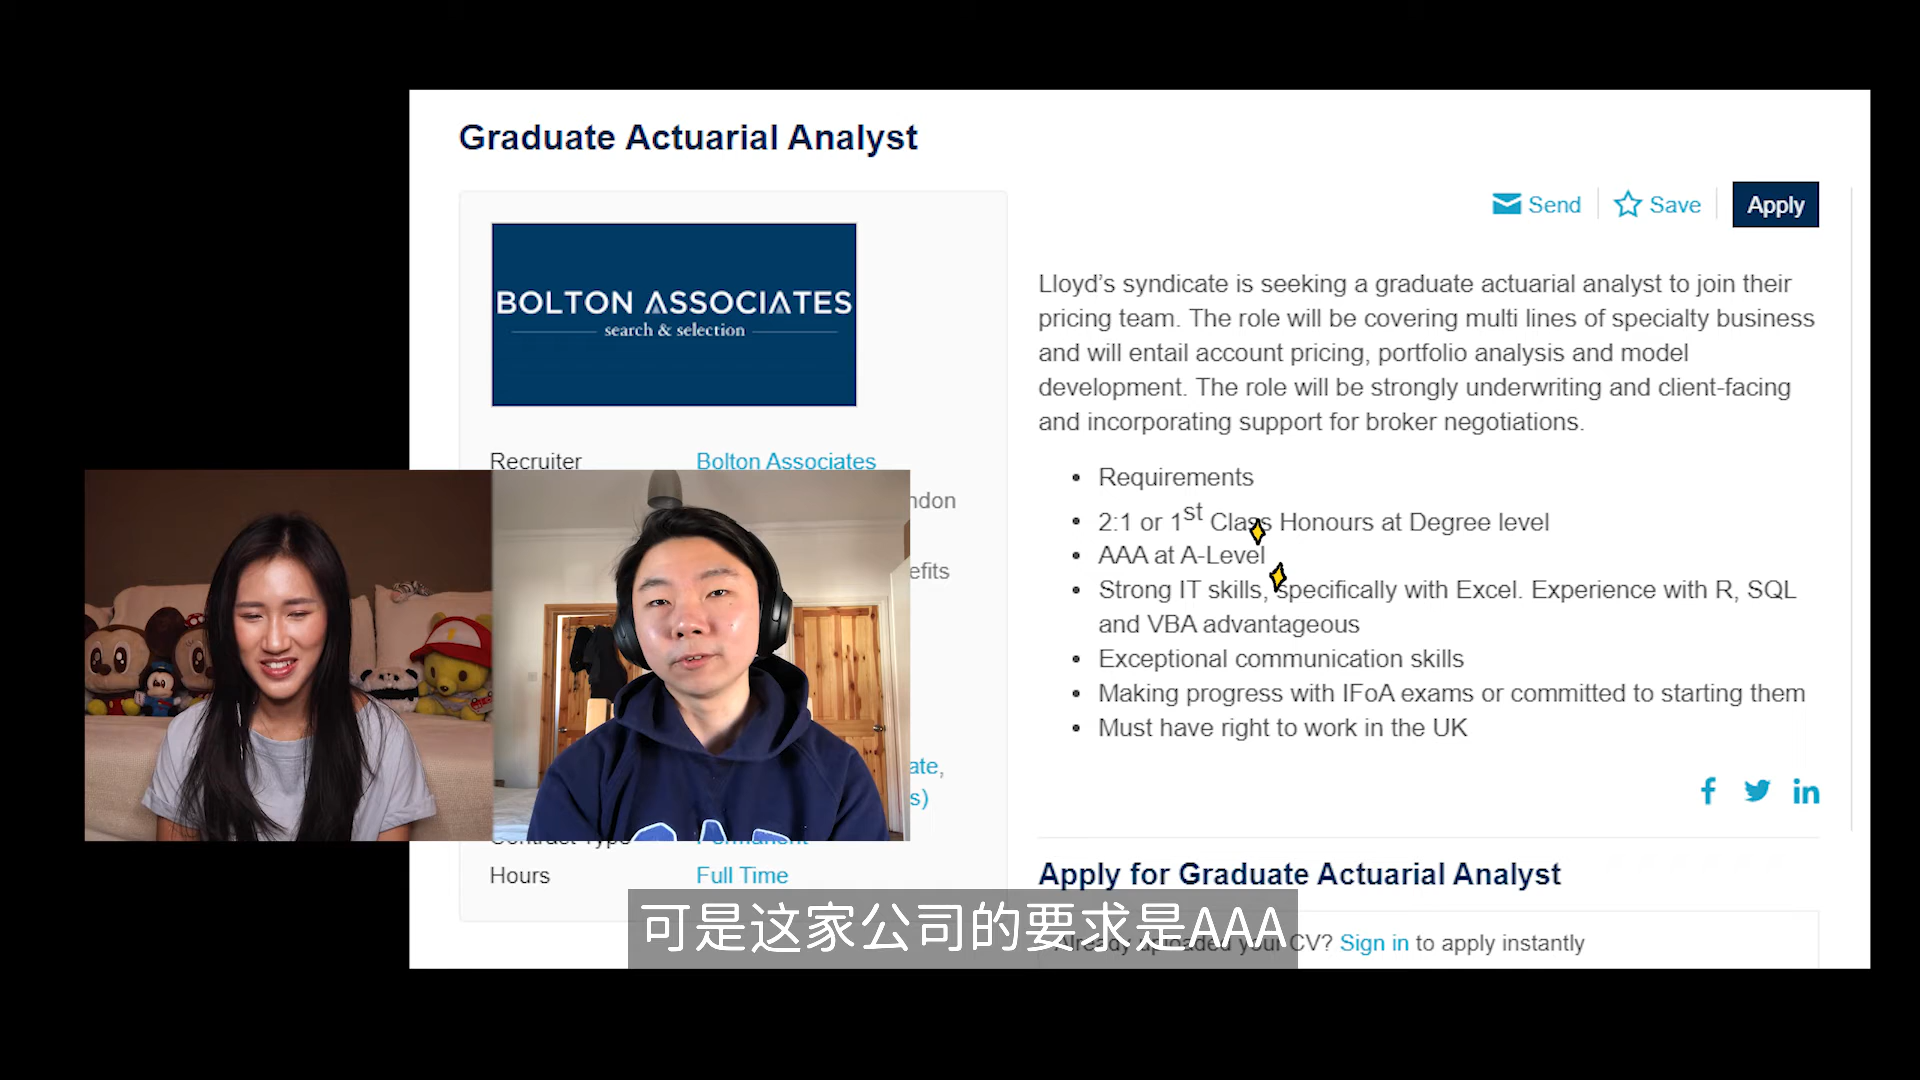 Graduate Actuarial Analyst
Send
Save
Apply
BOLTON ASSOCIATES
search & selection
Recruiter Bolton Associates
ndon
efits
ate,
s)
Contract Type Permanent
Hours Full Time
Lloyd’s syndicate is seeking a graduate actuarial analyst to join their
pricing team. The role will be covering multi lines of specialty business
and will entail account pricing, portfolio analysis and model
development. The role will be strongly underwriting and client-facing
and incorporating support for broker negotiations.
• Requirements
• 2:1 or 1st Class Honours at Degree level
• AAA at A-Level
• Strong IT skills, specifically with Excel. Experience with R, SQL
and VBA advantageous
• Exceptional communication skills
• Making progress with IFoA exams or committed to starting them
• Must have right to work in the UK
Apply for Graduate Actuarial Analyst
Already uploaded your CV? Sign in to apply instantly
可是这家公司的要求是AAA